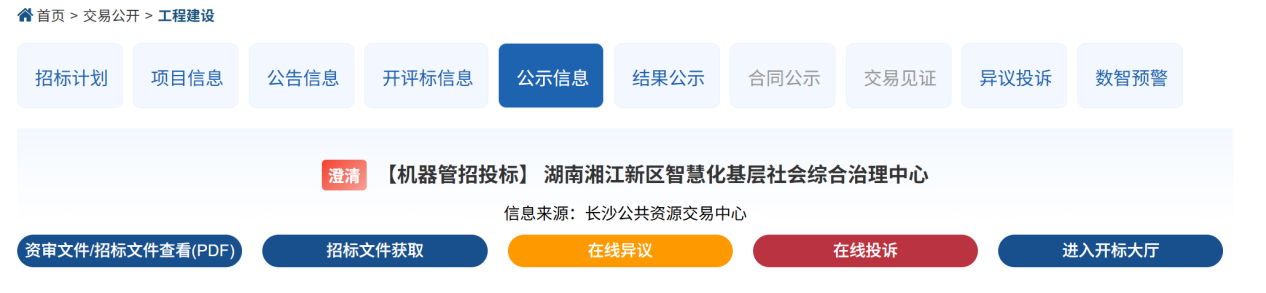 首页 > 交易公开 > 工程建设
招标计划 项目信息 公告信息 开评标信息 公示信息 结果公示 合同公示 交易见证 异议投诉 数智预警
澄清 【机器管招投标】 湖南湘江新区智慧化基层社会综合治理中心
信息来源：长沙公共资源交易中心
资审文件/招标文件查看(PDF) 招标文件获取 在线异议 在线投诉 进入开标大厅